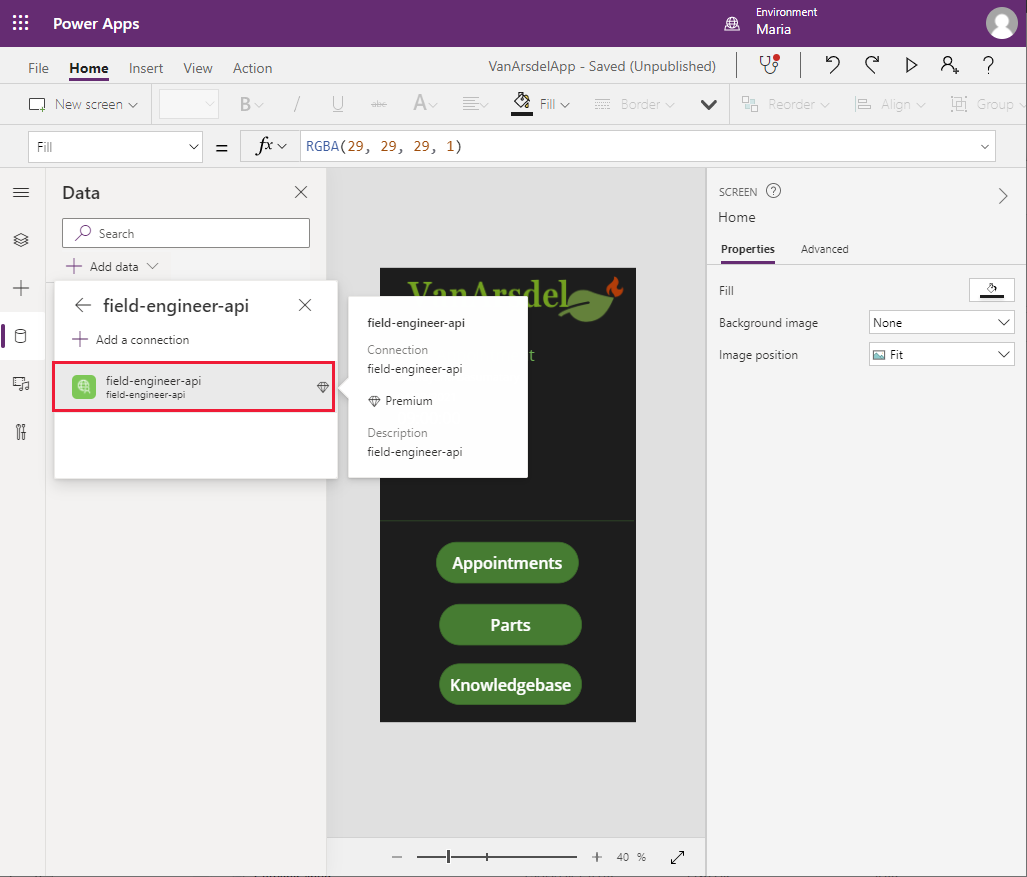 Power Apps
Environment
Maria
File Home Insert View Action
VanArsdelApp - Saved (Unpublished)
New screen
B / U abc A
Fill
Border
Reorder
Align
Group
Fill
=
fx
RGBA(29, 29, 29, 1)
Data
Search
Add data
field-engineer-api
Add a connection
field-engineer-api
field-engineer-api
field-engineer-api
Connection
field-engineer-api
Premium
Description
field-engineer-api
VanArsdel
t
Appointments
Parts
Knowledgebase
40 %
SCREEN ?
Home
Properties Advanced
Fill
Background image
None
Image position
Fit